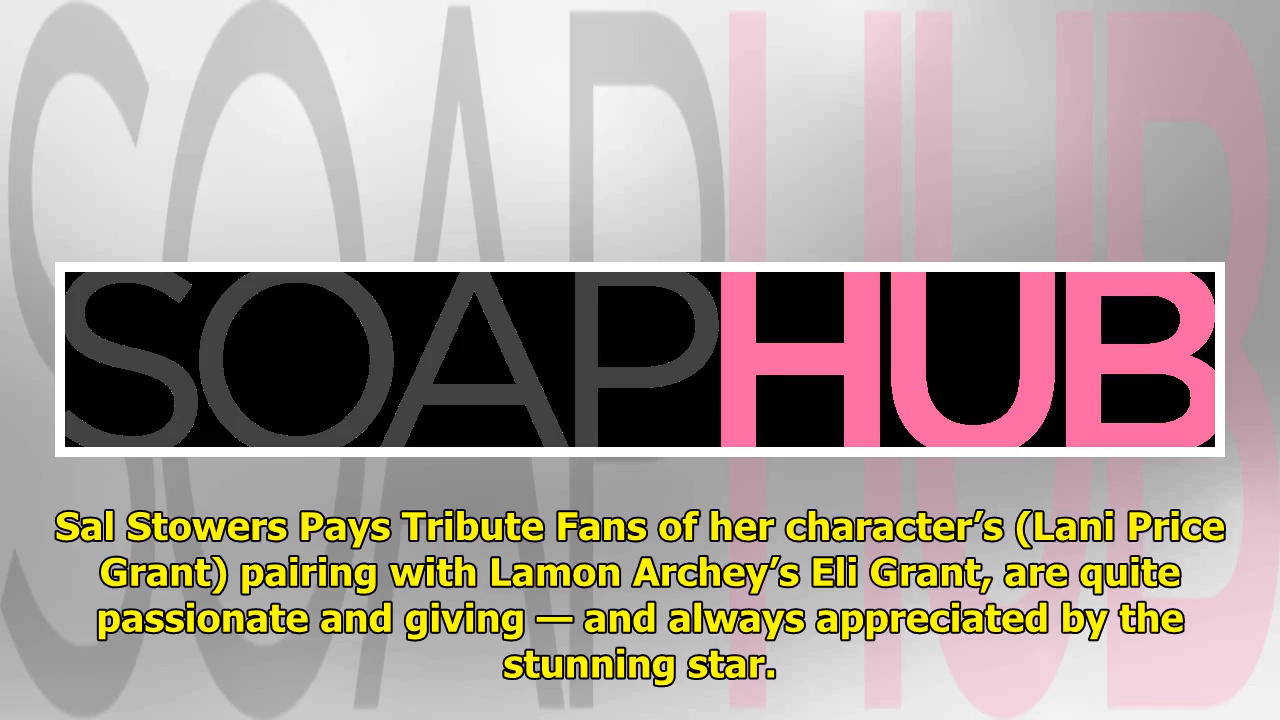 SOAPHUB
SOAPHUB
Sal Stowers Pays Tribute Fans of her character’s (Lani Price
Grant) pairing with Lamon Archey’s Eli Grant, are quite
passionate and giving — and always appreciated by the
stunning star.